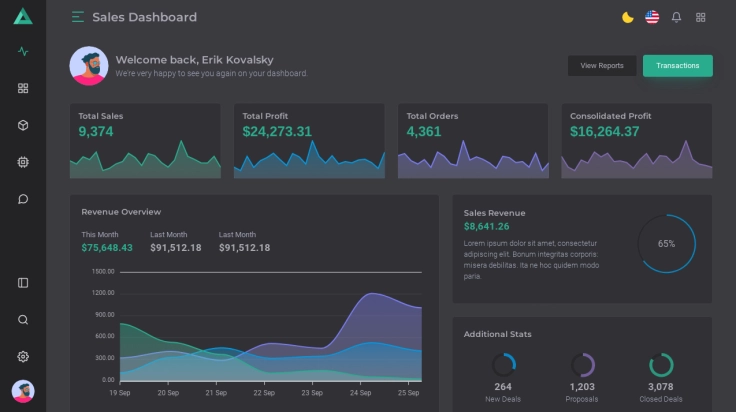 Sales Dashboard
Welcome back, Erik Kovalsky
We're very happy to see you again on your dashboard.
View Reports
Transactions
Total Sales
9,374
Total Profit
$24,273.31
Total Orders
4,361
Consolidated Profit
$16,264.37
Revenue Overview
This Month
$75,648.43
Last Month
$91,512.18
Last Month
$91,512.18
1500.00
1200.00
900.00
600.00
300.00
0.00
19 Sep
20 Sep
21 Sep
22 Sep
23 Sep
24 Sep
25 Sep
Sales Revenue
$8,641.26
Lorem ipsum dolor sit amet, consectetur
adipiscing elit. Bonum integritas corporis:
misera debilitas. Ita ne hoc quidem modo
paria.
65%
Additional Stats
264
New Deals
1,203
Proposals
3,078
Closed Deals